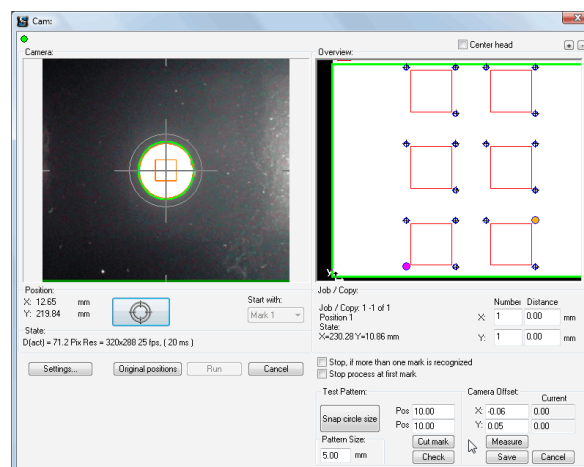 Cam:
Center head
Camera:
Overview:
Y
Position:
X: 12.65 mm
Y: 219.84 mm
Start with:
Mark 1
State:
D(act) = 71.2 Pix Res = 320x288 25 fps, ( 20 ms )
Settings...
Original positions
Run
Cancel
Job / Copy:
Job / Copy: 1 -1 of 1
Position 1
State:
X=230.28 Y=10.86 mm
Number Distance
X: 1 0.00 mm
Y: 1 0.00 mm
Stop, if more than one mark is recognized
Stop process at first mark
Test Pattern:
Snap circle size
Pos 10.00
Pos 10.00
Pattern Size:
5.00 mm
Cut mark
Check
Camera Offset:
Current
X: -0.06 0.00
Y: 0.05 0.00
Measure
Save
Cancel